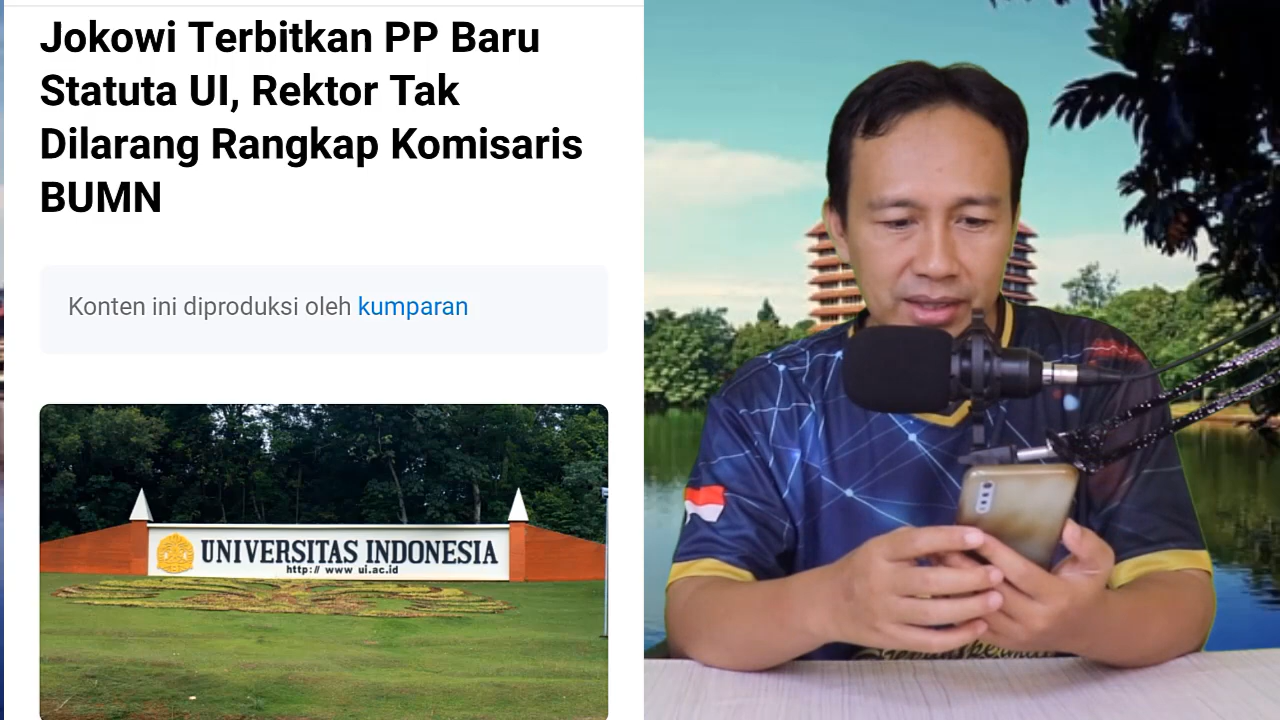 Jokowi Terbitkan PP Baru
Statuta UI, Rektor Tak
Dilarang Rangkap Komisaris
BUMN
Konten ini diproduksi oleh kumparan
UNIVERSITAS INDONESIA
http:// www ui.ac.id